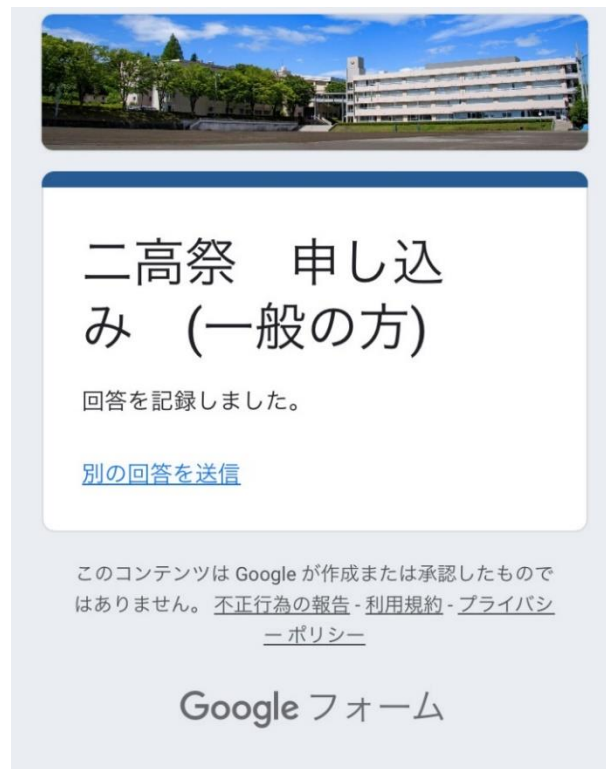 二高祭　申し込
み　(一般の方)
回答を記録しました。
別の回答を送信
このコンテンツは Google が作成または承認したもので
はありません。 不正行為の報告 - 利用規約 - プライバシ
ー ポリシー
Google フォーム